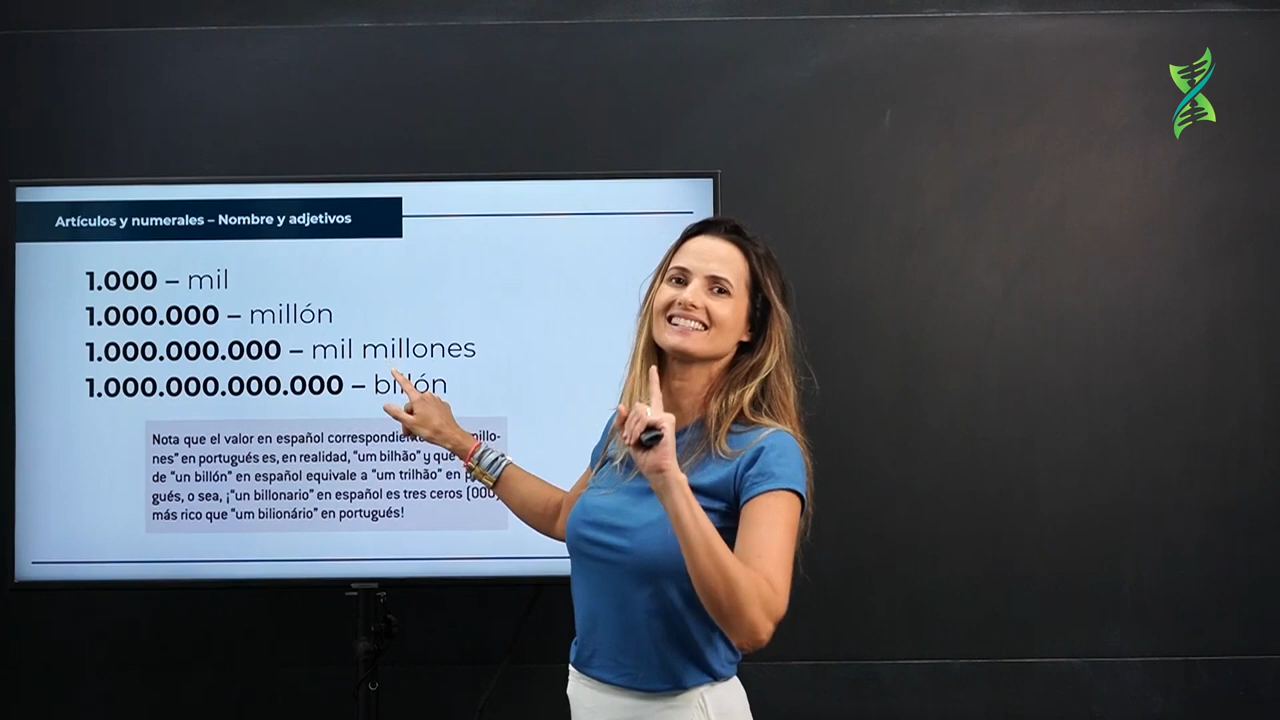 Artículos y numerales – Nombre y adjetivos
1.000 – mil
1.000.000 – millón
1.000.000.000 – mil millones
1.000.000.000.000 – billón
Nota que el valor en español
nes” en portugués es, en realidad, “um bilhão” y que
de “un billón” en español equivale a “um trilhão” en
gués, o sea, ¡“un billonario” en español es tres ceros (000)
más rico que “um bilionário” en portugués!